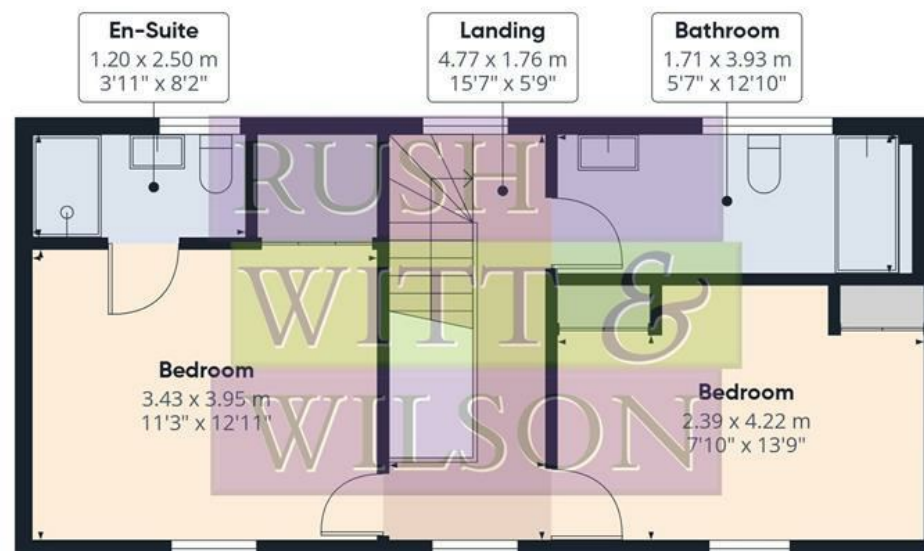 En-Suite
1.20 x 2.50 m
3'11" x 8'2"
Landing
4.77 x 1.76 m
15'7" x 5'9"
Bathroom
1.71 x 3.93 m
5'7" x 12'10"
RUSH
WITT &
WILSON
Bedroom
3.43 x 3.95 m
11'3" x 12'11"
Bedroom
2.39 x 4.22 m
7'10" x 13'9"